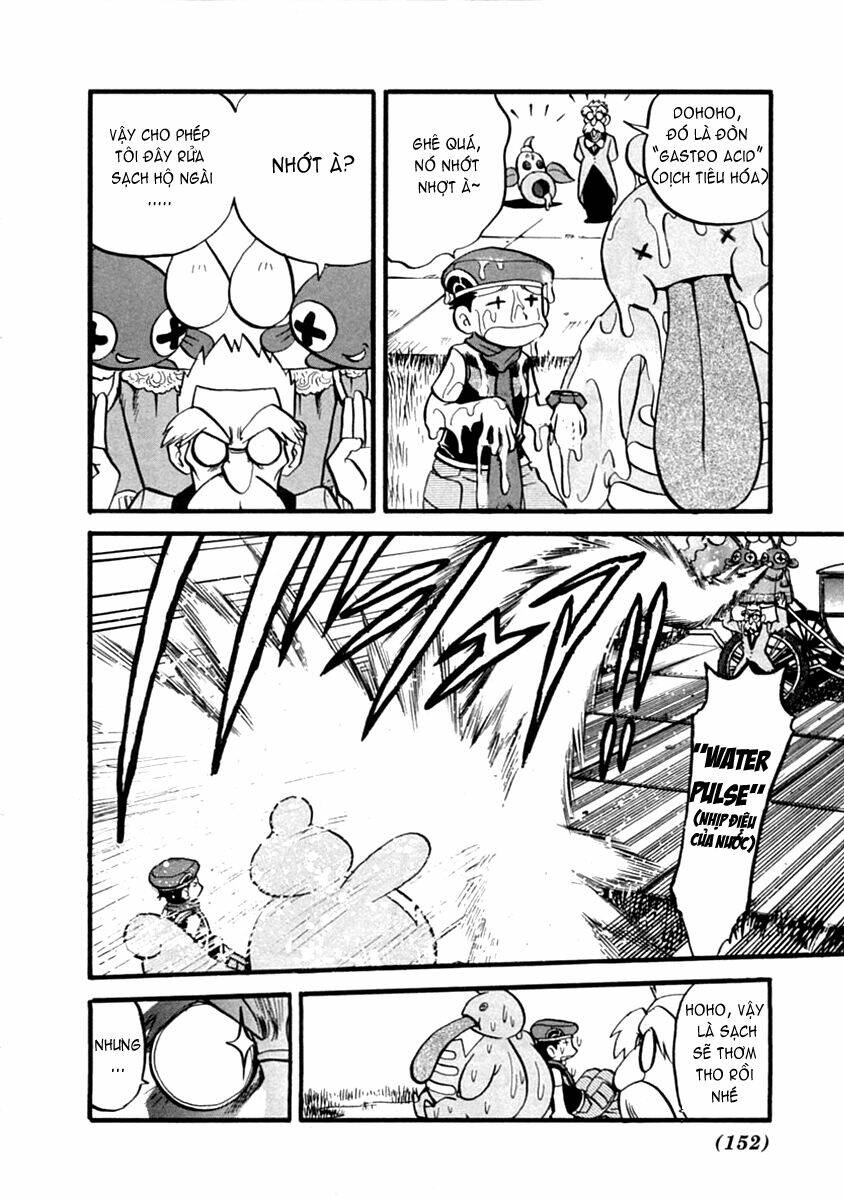 DOHOHO,
ĐÓ LÀ ĐÒN
"GASTRO ACID"
(DỊCH TIÊU HÓA)
GHÊ QUÁ,
NÓ NHỚT
NHỢT À~
NHỚT À?
VẬY CHO PHÉP
TÔI ĐÂY RỬA
SẠCH HỘ NGÀI
.....
"WATER
PULSE"
(NHỊP ĐIỆU
CỦA NƯỚC)
HOHO, VẬY
LÀ SẠCH
SẼ THƠM
THO RỒI
NHÉ
NHƯNG
...
(152)